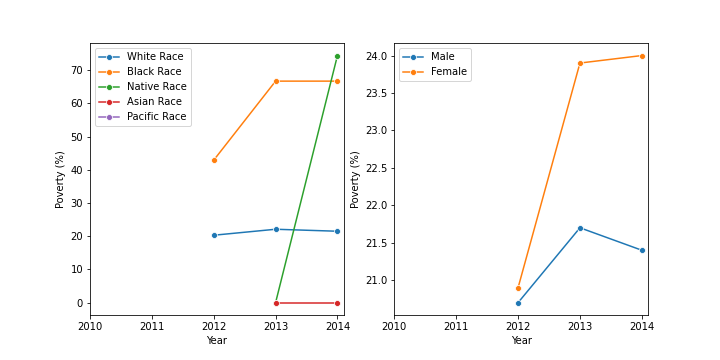 White Race
Black Race
Native Race
Asian Race
Pacific Race
70
60
50
40
30
20
10
0
Poverty (%)
2010 2011 2012 2013 2014
Year
Male
Female
24.0
23.5
23.0
22.5
22.0
21.5
21.0
Poverty (%)
2010 2011 2012 2013 2014
Year